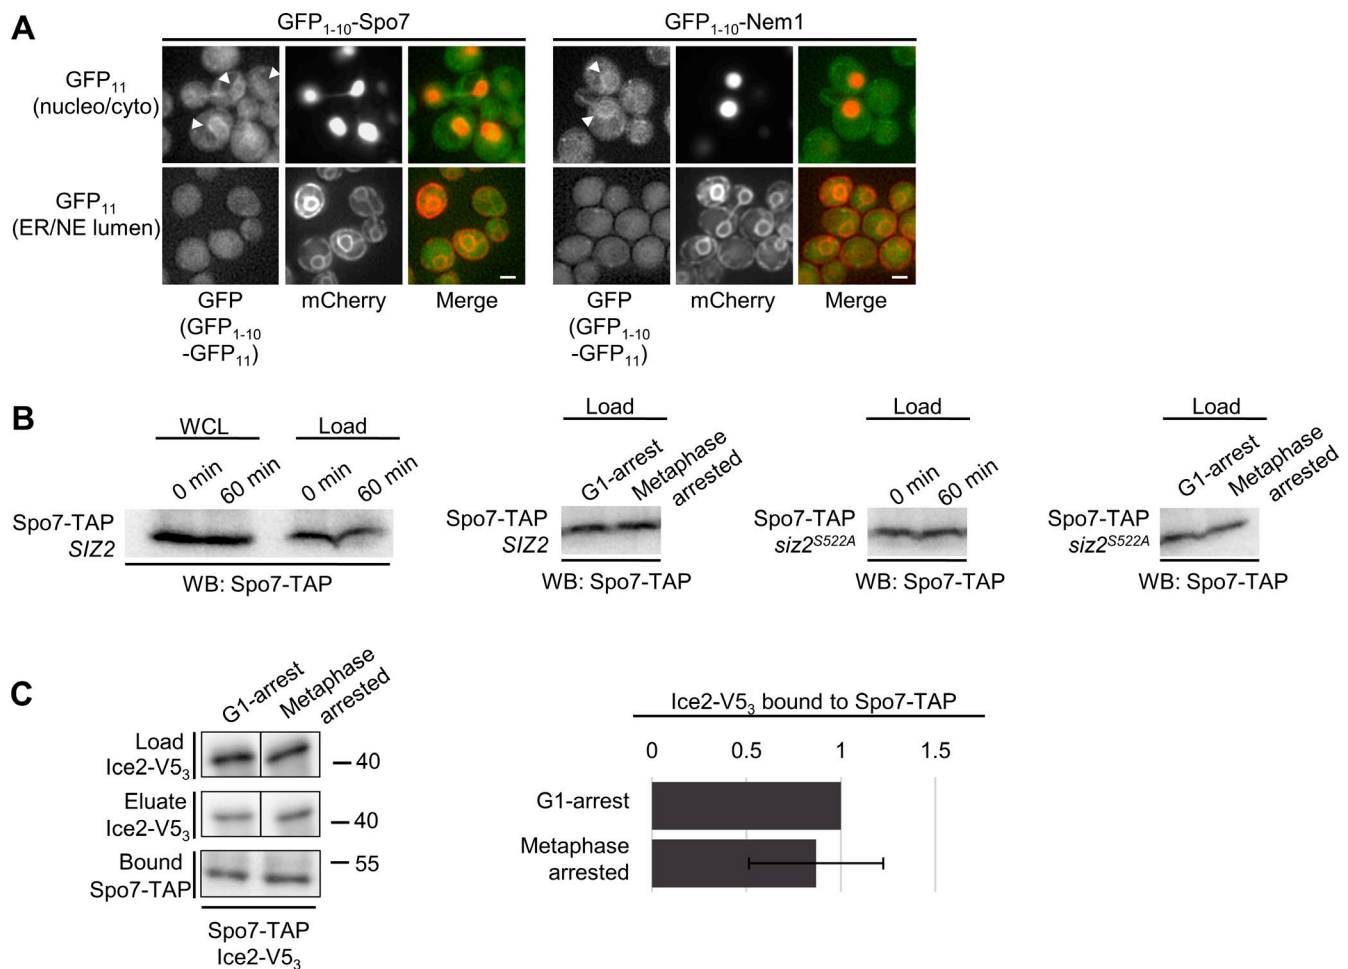 A
GFP1-10-Spo7
GFP1-10-Nem1
GFP11
(nucleo/cyto)
GFP11
(ER/NE lumen)
GFP
(GFP1-10
-GFP11)
mCherry
Merge
GFP
(GFP1-10
-GFP11)
mCherry
Merge
B
WCL
Load
0 min
60 min
0 min
60 min
Spo7-TAP
SIZ2
WB: Spo7-TAP
Load
G1-arrest
Metaphase
arrested
Spo7-TAP
SIZ2
WB: Spo7-TAP
Load
0 min
60 min
Spo7-TAP
siz2S522A
WB: Spo7-TAP
Load
G1-arrest
Metaphase
arrested
Spo7-TAP
siz2S522A
WB: Spo7-TAP
C
G1-arrest
Metaphase
arrested
Load
Ice2-V53
40
Eluate
Ice2-V53
40
Bound
Spo7-TAP
55
Spo7-TAP
Ice2-V53
Ice2-V53 bound to Spo7-TAP
0 0.5 1 1.5
G1-arrest
Metaphase
arrested